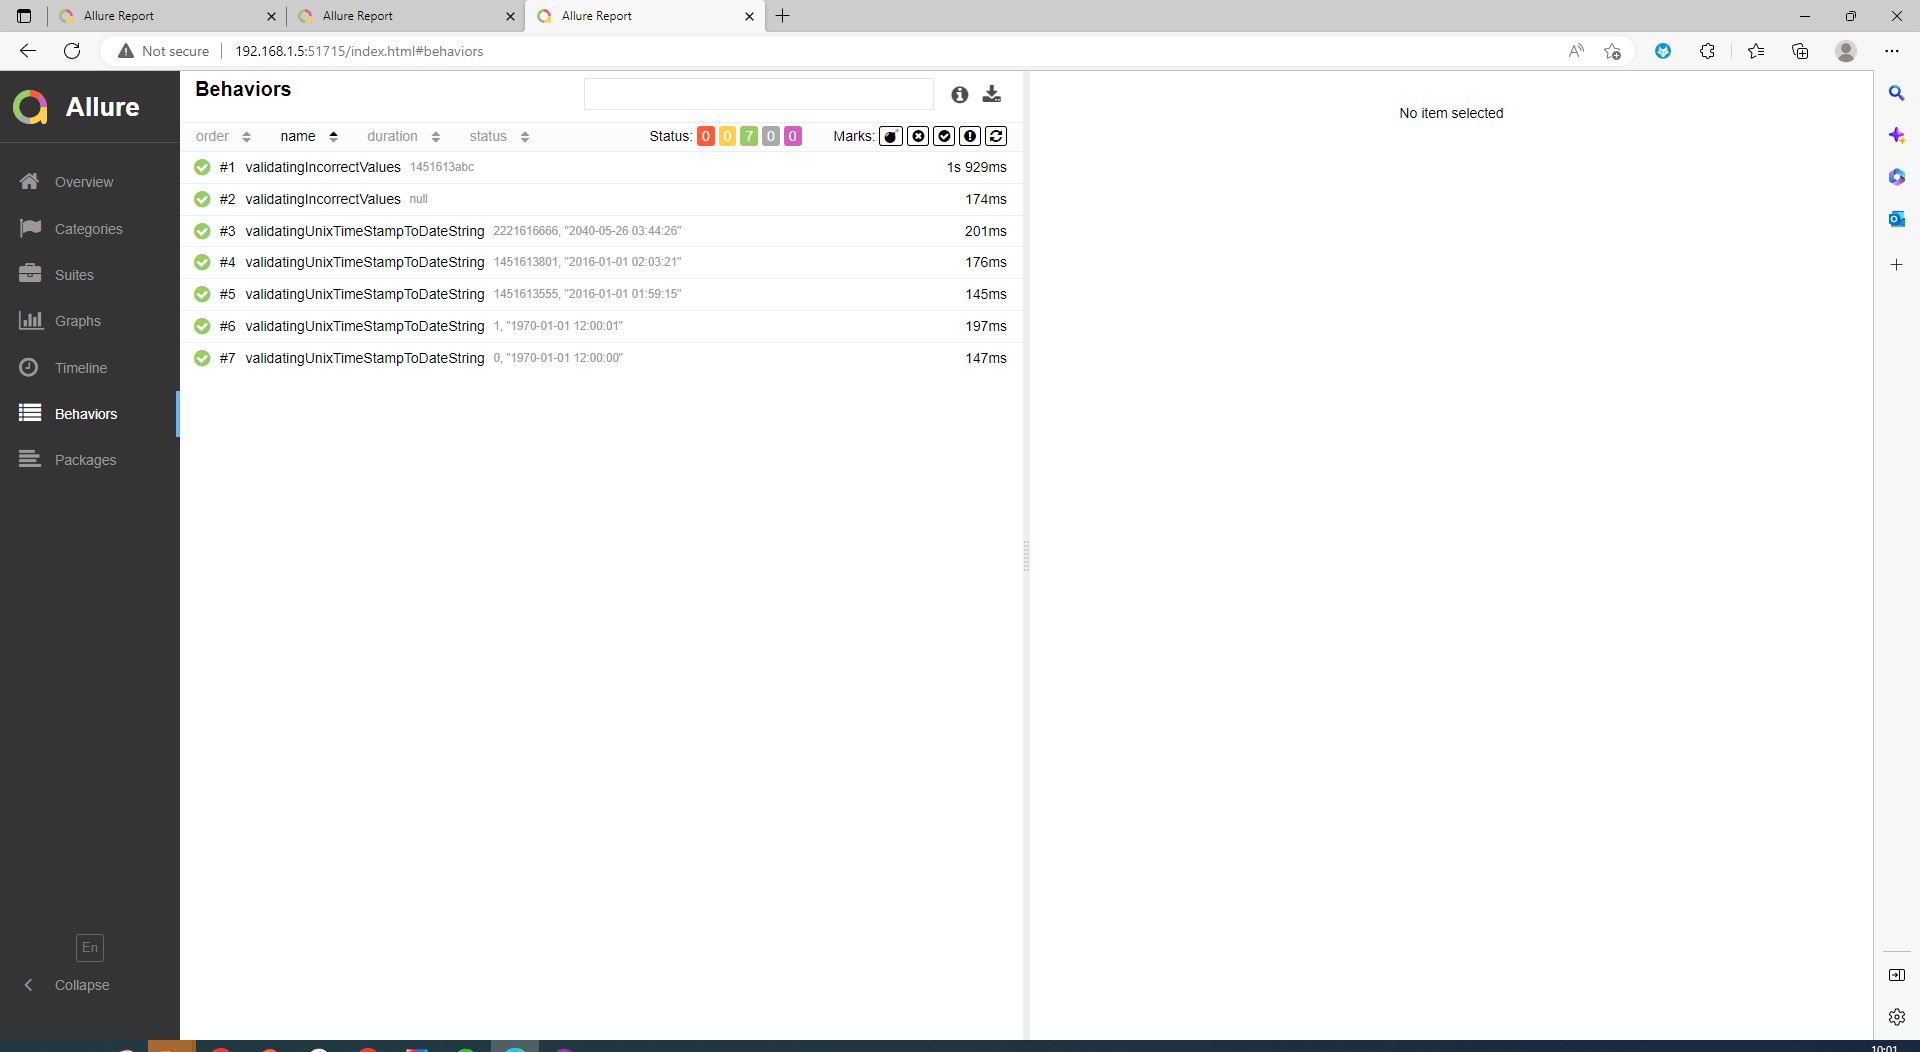 Allure Report
Allure Report
Allure Report
Not secure 192.168.1.5:51715/index.html#behaviors
Allure
Overview
Categories
Suites
Graphs
Timeline
Behaviors
Packages
En
Collapse
Behaviors
order name duration status Status: 0 0 7 0 0 Marks:
#1 validatingIncorrectValues 1451613abc 1s 929ms
#2 validatingIncorrectValues null 174ms
#3 validatingUnixTimeStampToDateString 2221616666, "2040-05-26 03:44:26" 201ms
#4 validatingUnixTimeStampToDateString 1451613801, "2016-01-01 02:03:21" 176ms
#5 validatingUnixTimeStampToDateString 1451613555, "2016-01-01 01:59:15" 145ms
#6 validatingUnixTimeStampToDateString 1, "1970-01-01 12:00:01" 197ms
#7 validatingUnixTimeStampToDateString 0, "1970-01-01 12:00:00" 147ms
No item selected
10:01